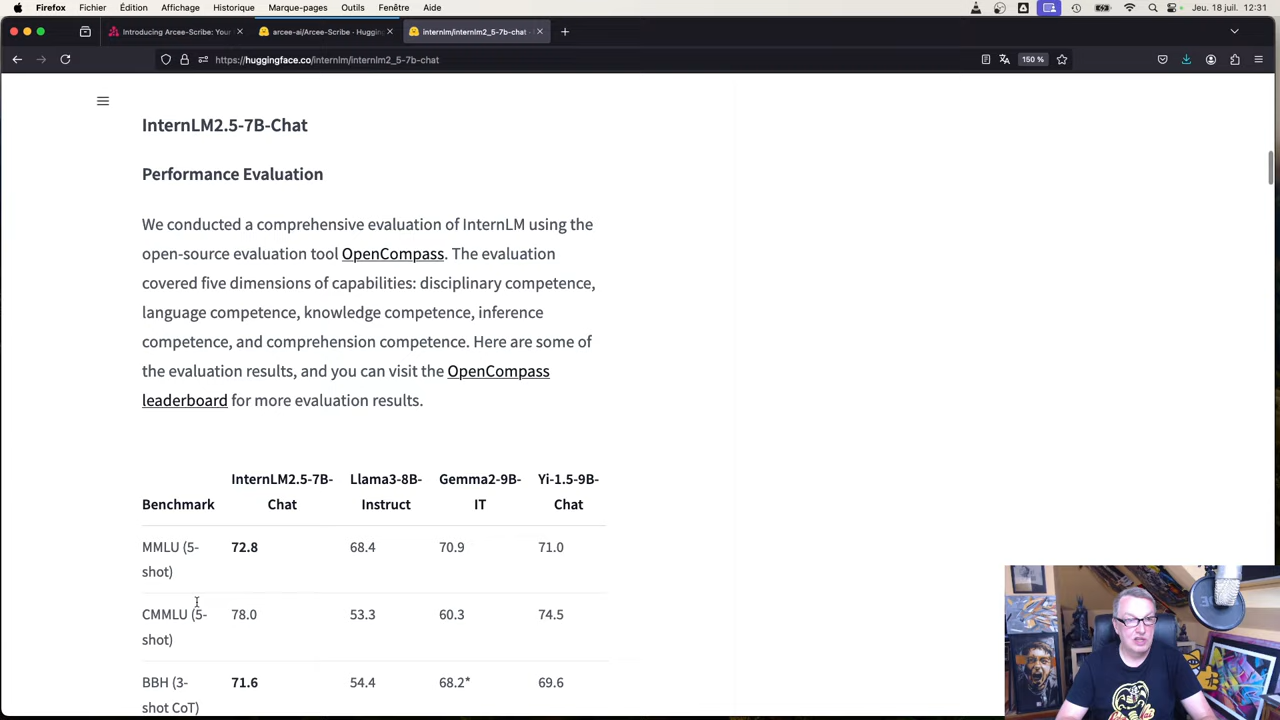 Firefox Fichier Édition Affichage Historique Marque-pages Outils Fenêtre Aide Jeu 18 juil. 12:31
Introducing Arcee-Scribe: Your arcee-ai/Arcee-Scribe · Hugging internlm/internlm2_5-7b-chat
https://huggingface.co/internlm/internlm2_5-7b-chat 150 %
InternLM2.5-7B-Chat
Performance Evaluation
We conducted a comprehensive evaluation of InternLM using the
open-source evaluation tool OpenCompass. The evaluation
covered five dimensions of capabilities: disciplinary competence,
language competence, knowledge competence, inference
competence, and comprehension competence. Here are some of
the evaluation results, and you can visit the OpenCompass
leaderboard for more evaluation results.
InternLM2.5-7B- Llama3-8B- Gemma2-9B- Yi-1.5-9B-
Benchmark Chat Instruct IT Chat
MMLU (5- 72.8 68.4 70.9 71.0
shot)
CMMLU (5- 78.0 53.3 60.3 74.5
shot)
BBH (3- 71.6 54.4 68.2* 69.6
shot CoT)